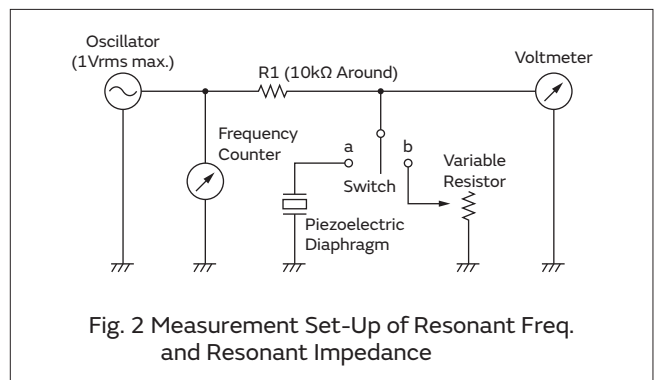 Oscillator
(1Vrms max.)
R1 (10kΩ Around)
Voltmeter
Frequency
Counter
a
b
Switch
Variable
Resistor
Piezoelectric
Diaphragm
Fig. 2 Measurement Set-Up of Resonant Freq.
and Resonant Impedance